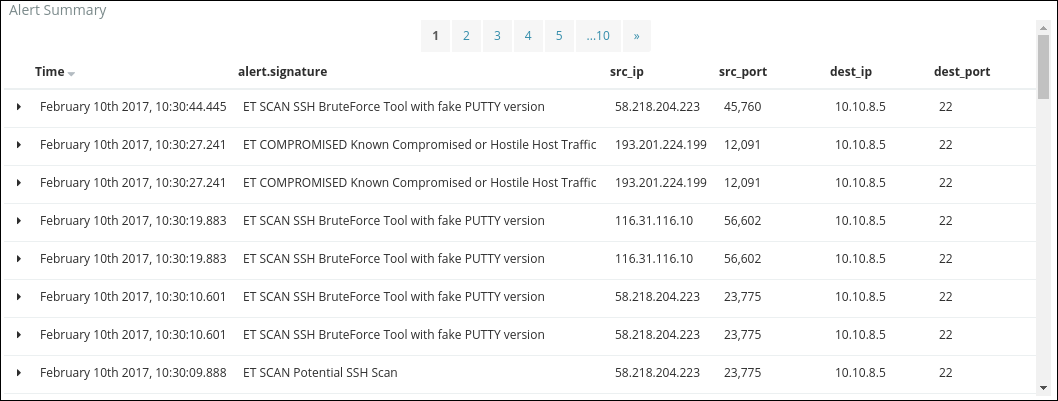 Alert Summary
1 2 3 4 5 ...10 »
Time alert.signature src_ip src_port dest_ip dest_port
February 10th 2017, 10:30:44.445 ET SCAN SSH BruteForce Tool with fake PUTTY version 58.218.204.223 45,760 10.10.8.5 22
February 10th 2017, 10:30:27.241 ET COMPROMISED Known Compromised or Hostile Host Traffic 193.201.224.199 12,091 10.10.8.5 22
February 10th 2017, 10:30:27.241 ET COMPROMISED Known Compromised or Hostile Host Traffic 193.201.224.199 12,091 10.10.8.5 22
February 10th 2017, 10:30:19.883 ET SCAN SSH BruteForce Tool with fake PUTTY version 116.31.116.10 56,602 10.10.8.5 22
February 10th 2017, 10:30:19.883 ET SCAN SSH BruteForce Tool with fake PUTTY version 116.31.116.10 56,602 10.10.8.5 22
February 10th 2017, 10:30:10.601 ET SCAN SSH BruteForce Tool with fake PUTTY version 58.218.204.223 23,775 10.10.8.5 22
February 10th 2017, 10:30:10.601 ET SCAN SSH BruteForce Tool with fake PUTTY version 58.218.204.223 23,775 10.10.8.5 22
February 10th 2017, 10:30:09.888 ET SCAN Potential SSH Scan 58.218.204.223 23,775 10.10.8.5 22